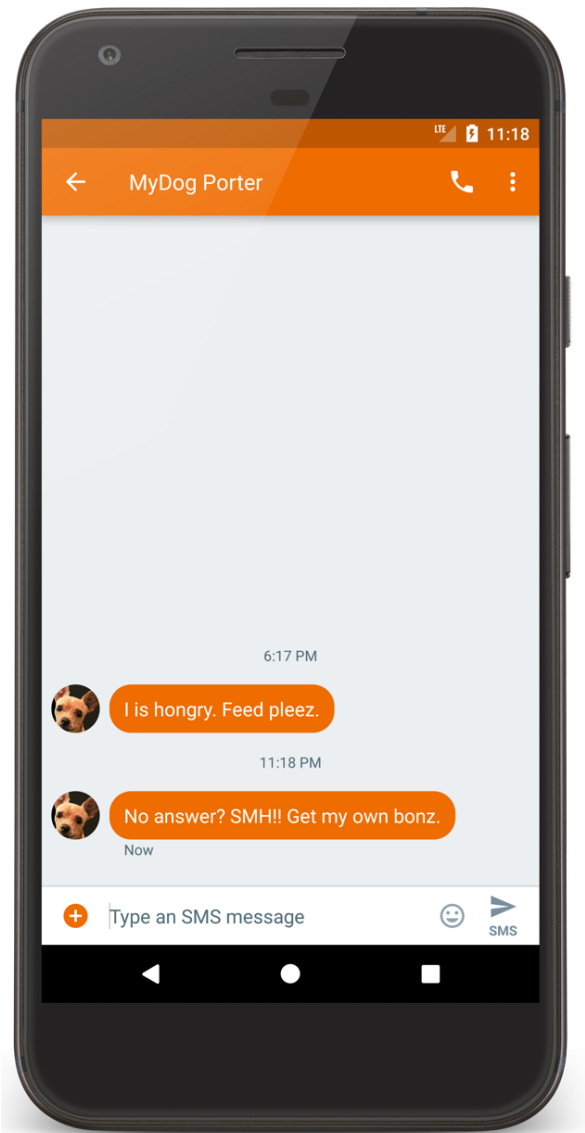 LTE 11:18
MyDog Porter
6:17 PM
I is hongry. Feed pleez.
11:18 PM
No answer? SMH!! Get my own bonz.
Now
Type an SMS message
SMS